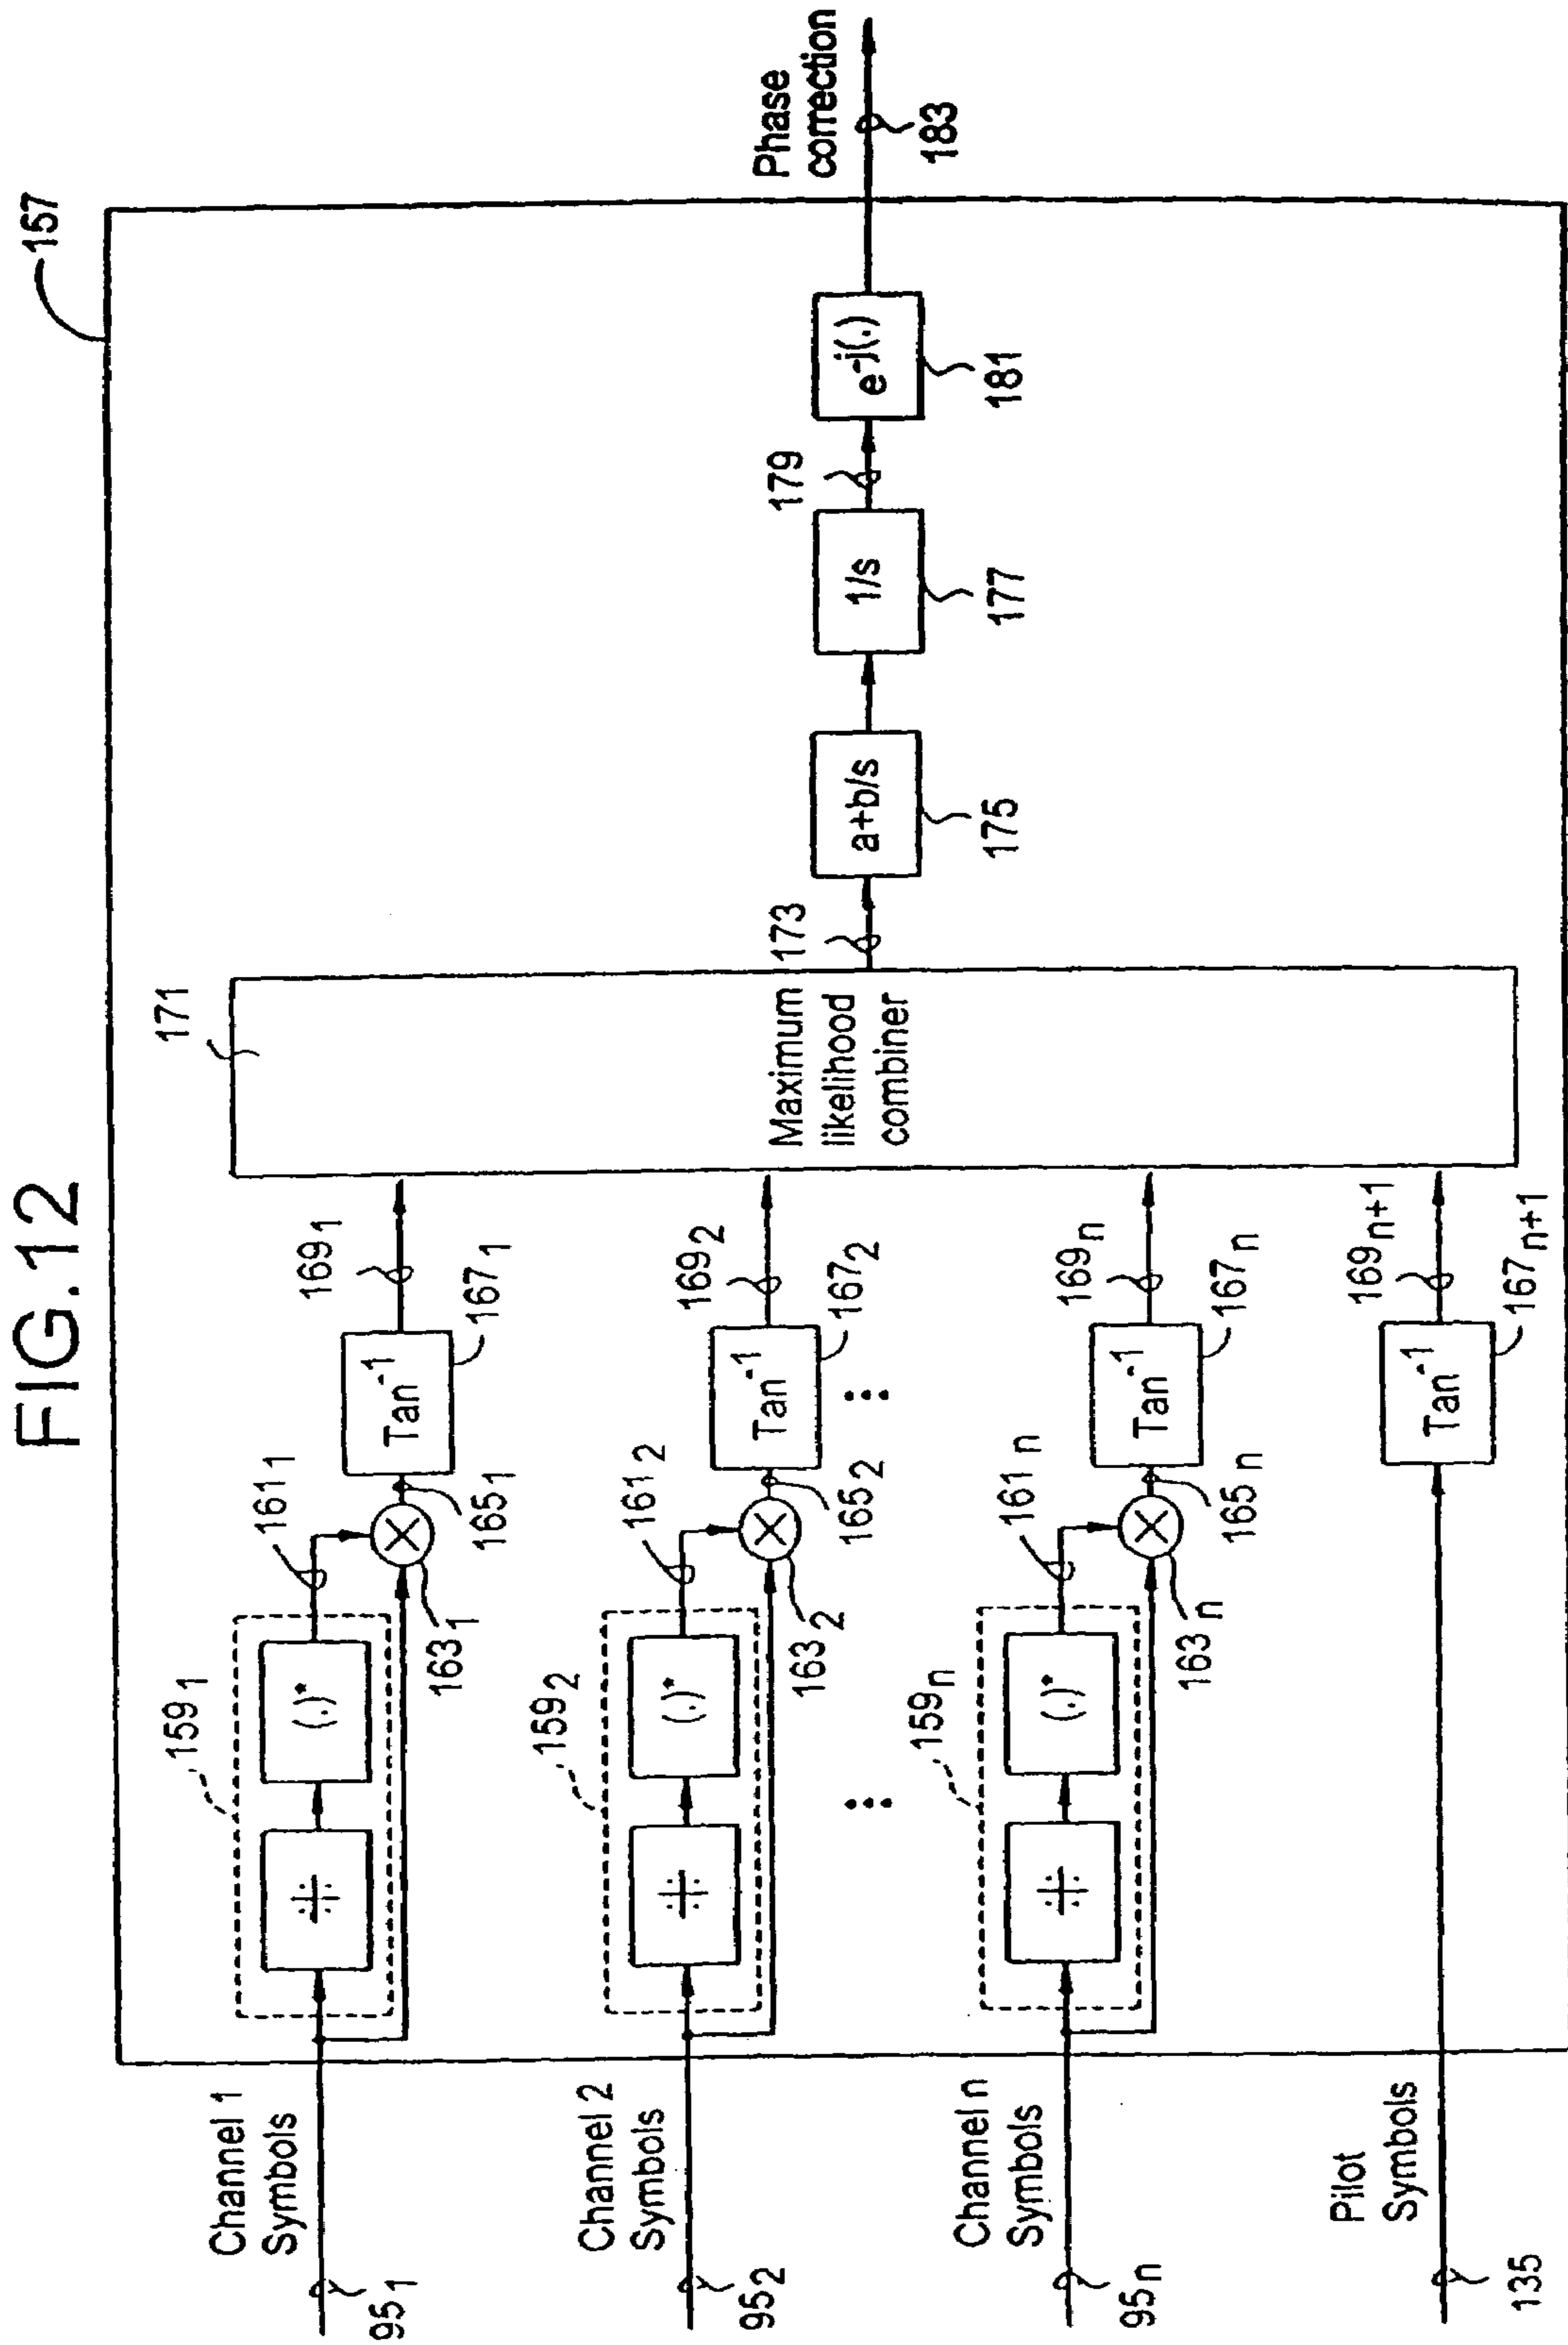 FIG.12
157
Channel 1
Symbols
95₁
159₁
(.)*
161₁
163₁
165₁
Tan⁻¹
167₁
169₁
Channel 2
Symbols
95₂
159₂
(.)*
161₂
163₂
165₂
Tan⁻¹
167₂
169₂
Channel n
Symbols
95ₙ
159ₙ
(.)*
161ₙ
163ₙ
165ₙ
Tan⁻¹
167ₙ
169ₙ
Pilot
Symbols
135
Tan⁻¹
167ₙ₊₁
169ₙ₊₁
171
Maximum
likelihood
combiner
173
a+b/s
175
1/s
177
179
e⁻j(.)
181
Phase
correction
183